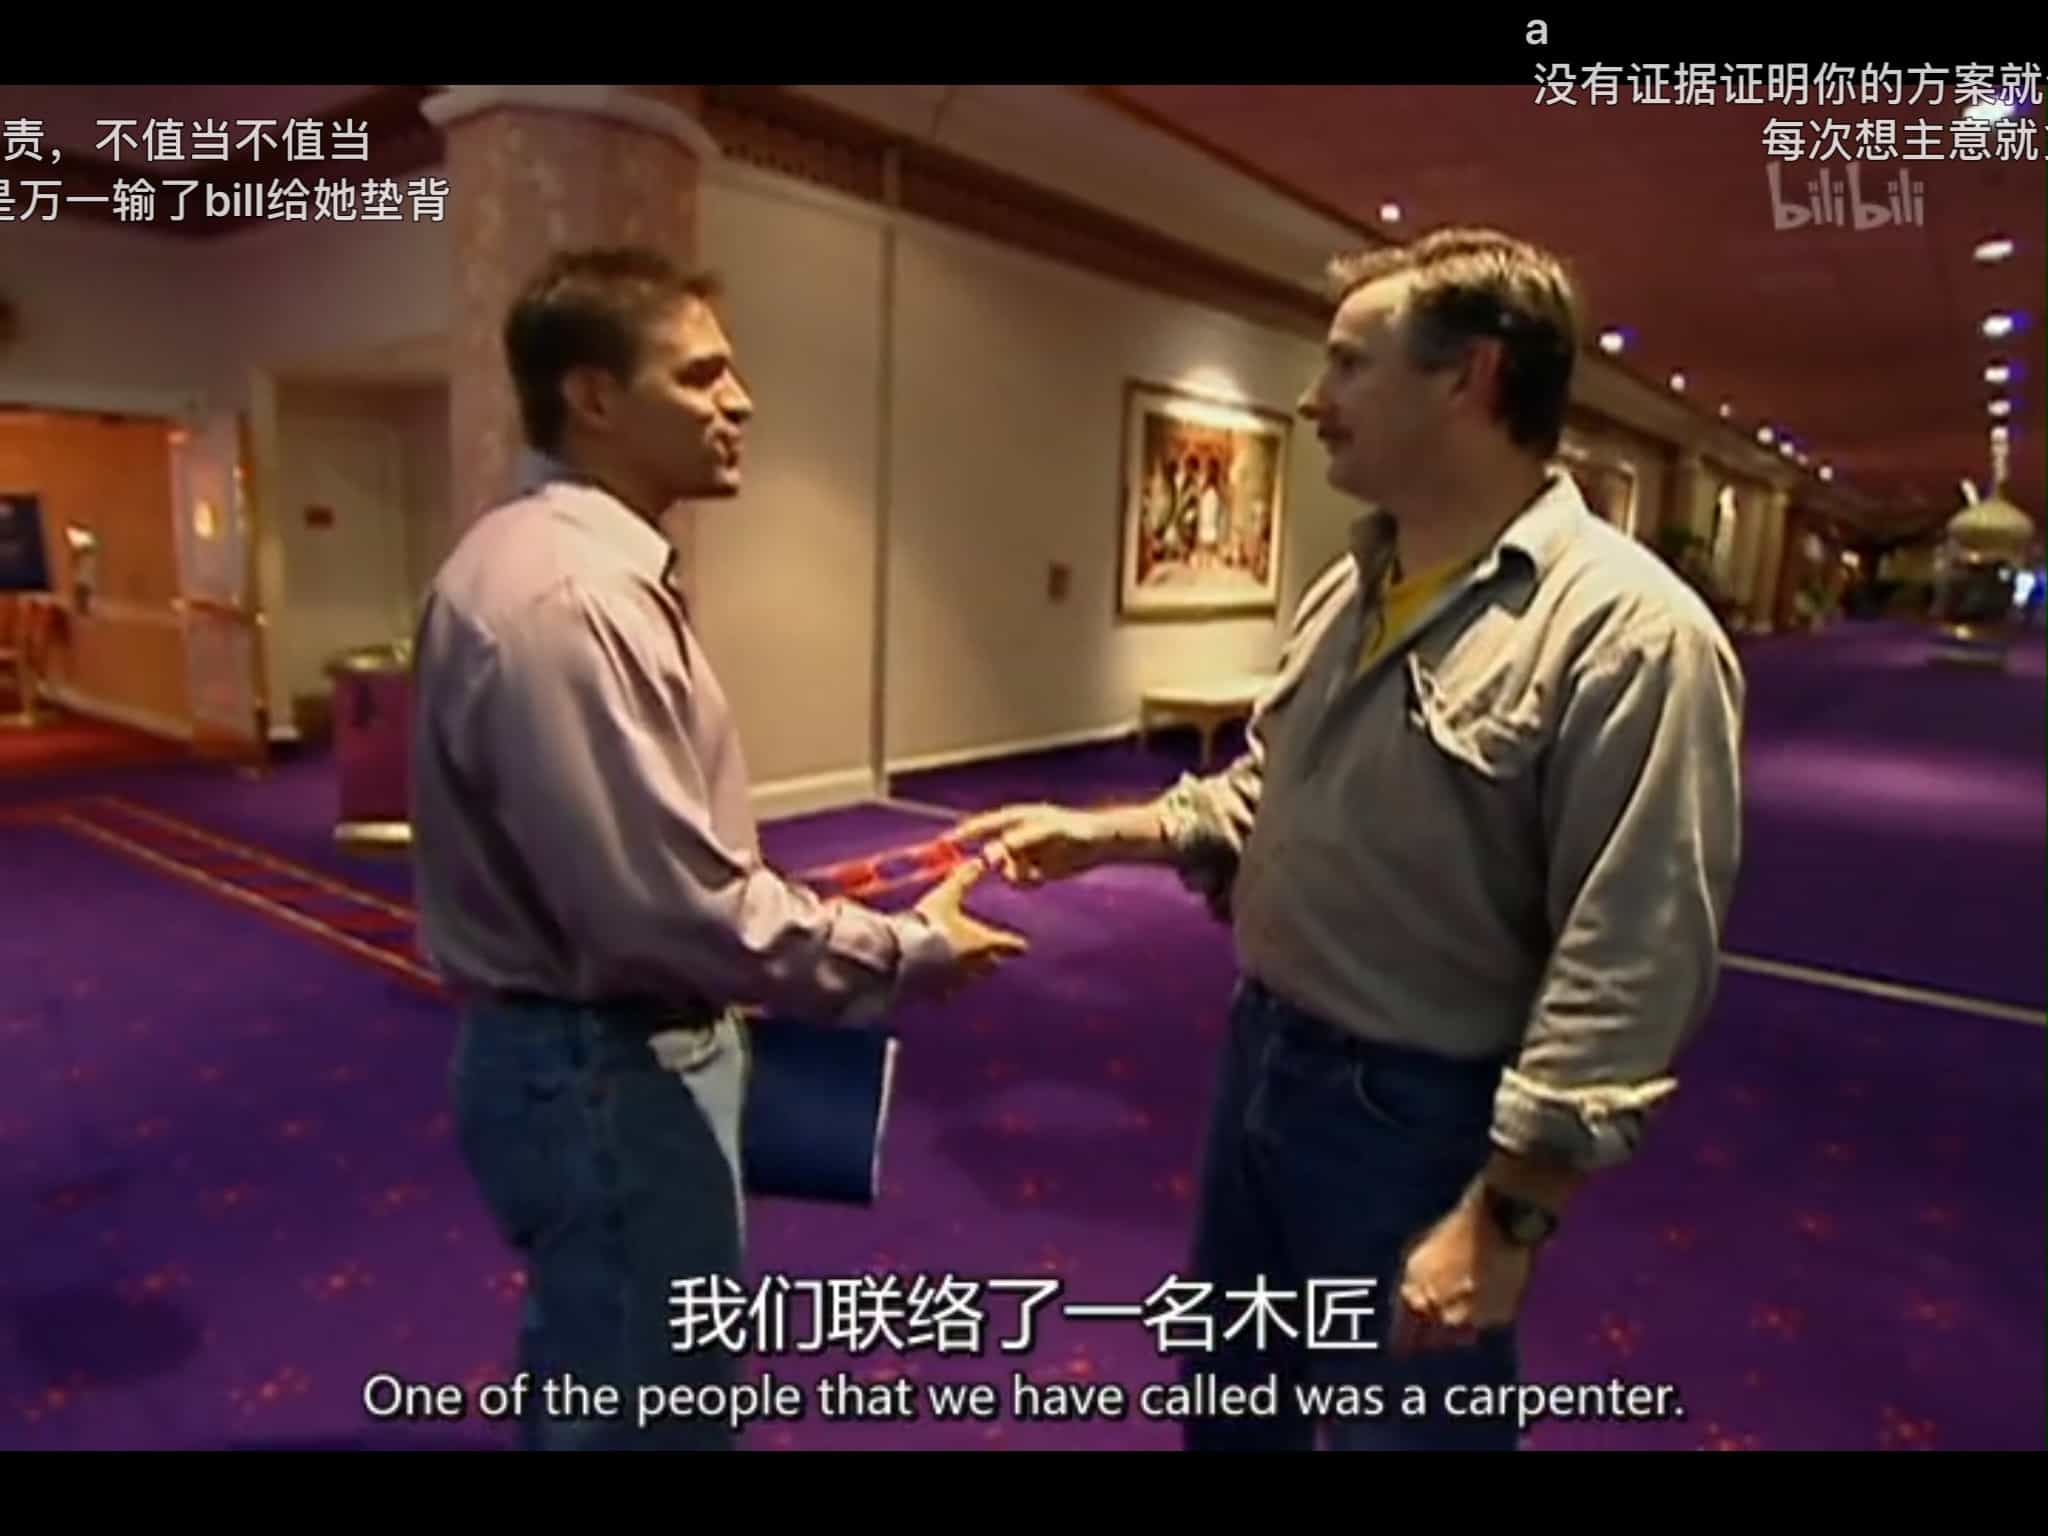 a
没有证据证明你的方案就
责，不值当不值当
每次想主意就
是万一输了bill给她垫背
bilibili
我们联络了一名木匠
One of the people that we have called was a carpenter.